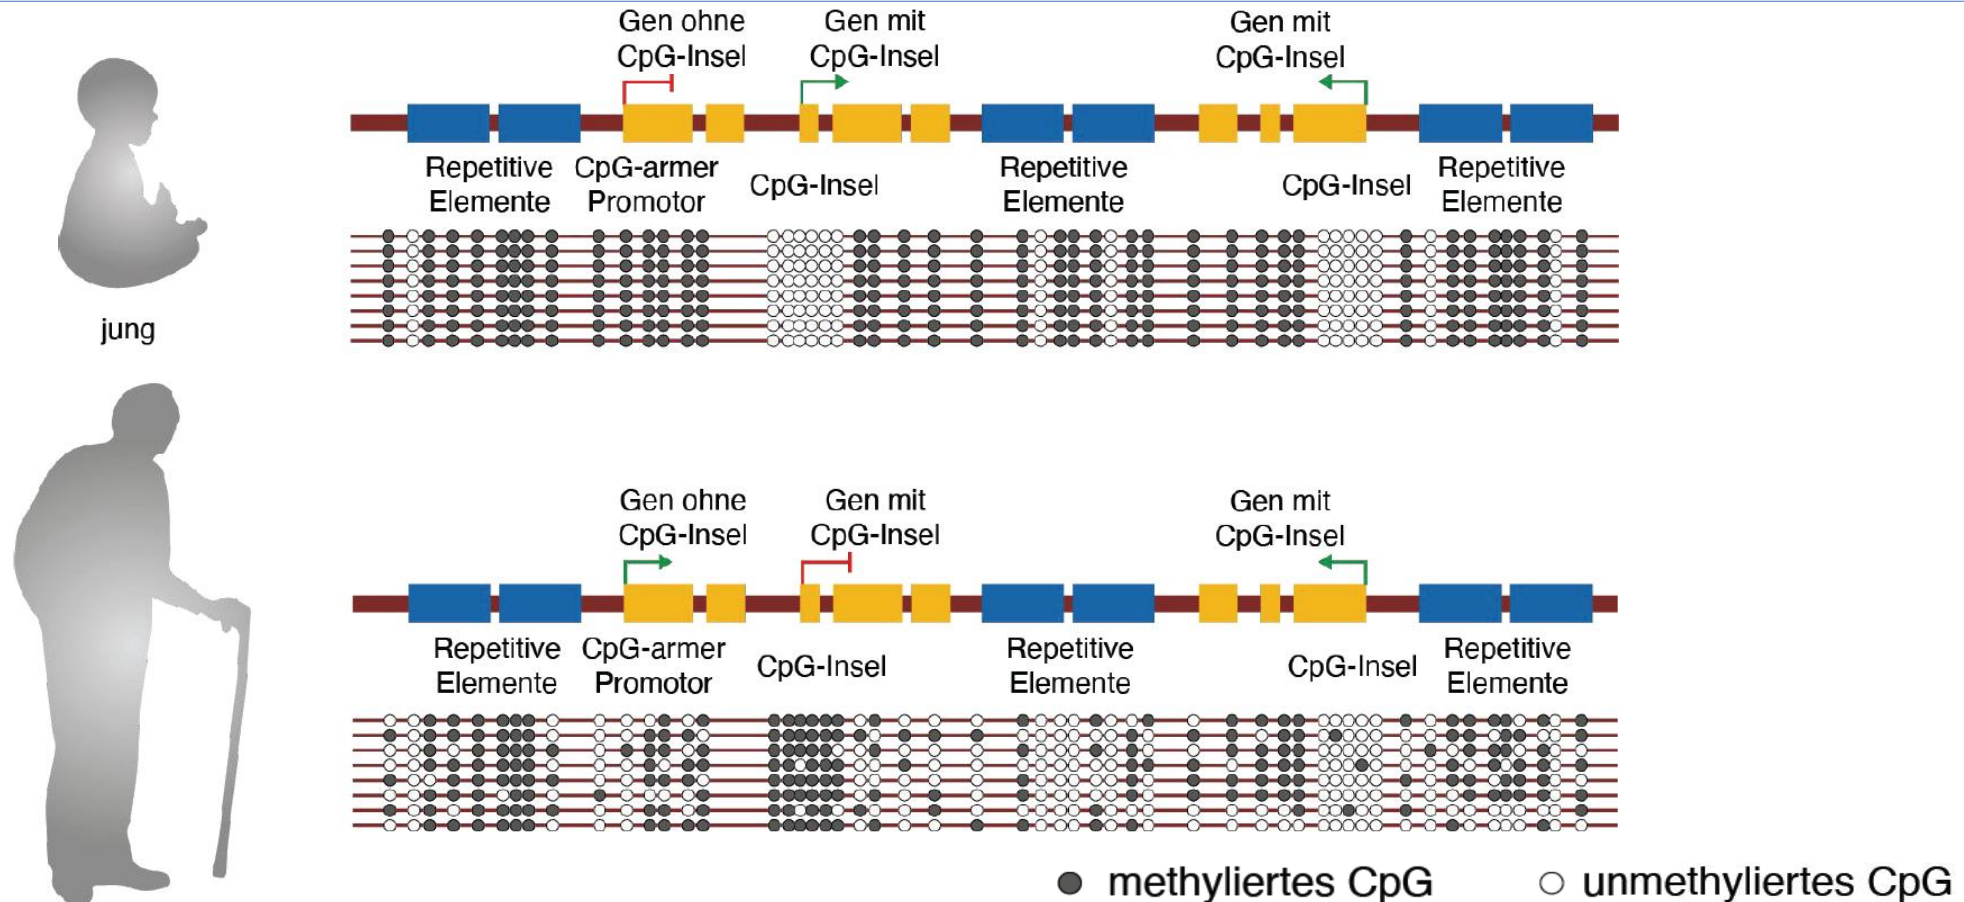 Gen ohne
CpG-Insel
Gen mit
CpG-Insel
Gen mit
CpG-Insel
Repetitive
Elemente
CpG-armer
Promotor
CpG-Insel
Repetitive
Elemente
CpG-Insel
Repetitive
Elemente
jung
Gen ohne
CpG-Insel
Gen mit
CpG-Insel
Gen mit
CpG-Insel
Repetitive
Elemente
CpG-armer
Promotor
CpG-Insel
Repetitive
Elemente
CpG-Insel
Repetitive
Elemente
methyliertes CpG
unmethyliertes CpG